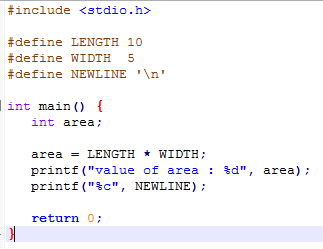 #include <stdio.h>

#define LENGTH 10
#define WIDTH  5
#define NEWLINE '\n'

int main() {
   int area;

   area = LENGTH * WIDTH;
   printf("value of area : %d", area);
   printf("%c", NEWLINE);

   return 0;
}